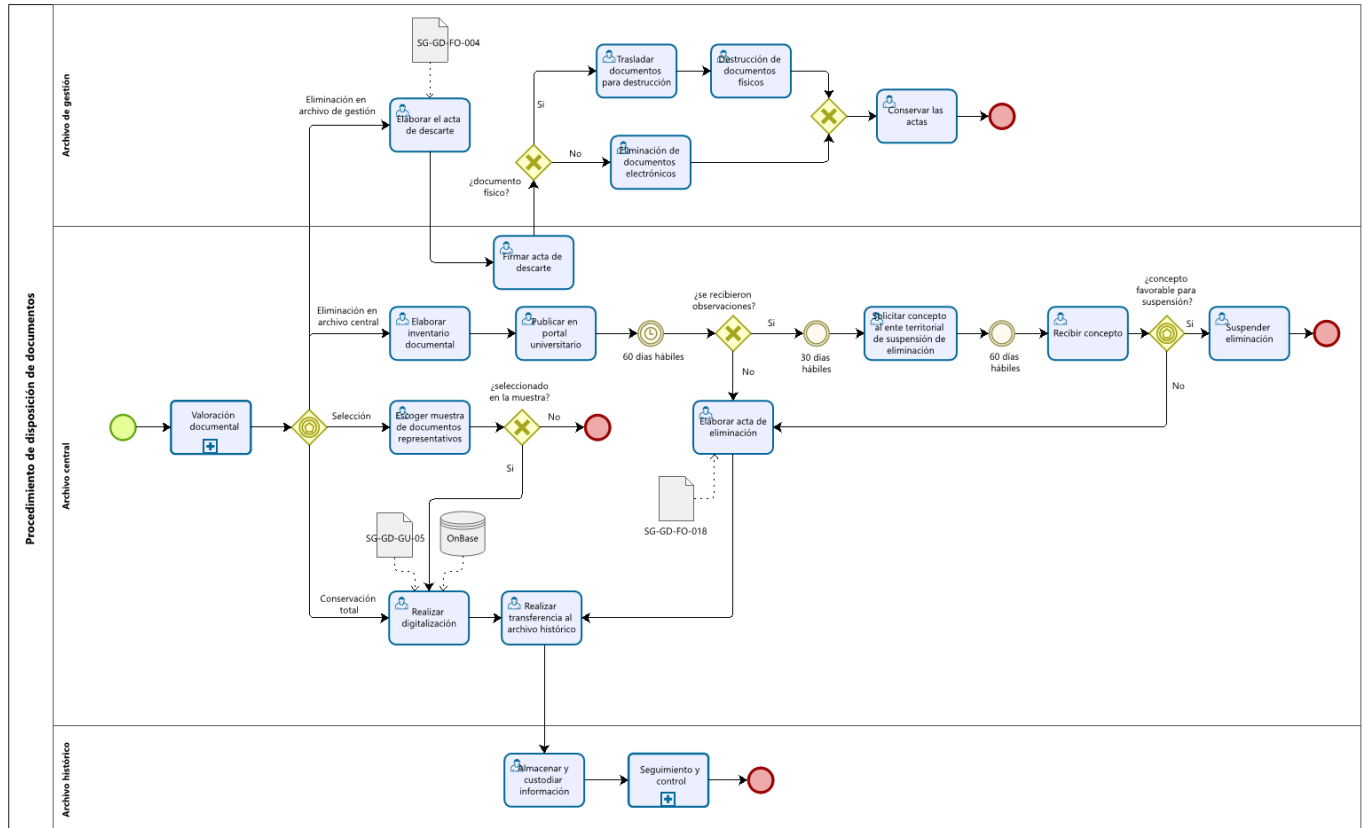 Procedimiento de disposición de documentos
Archivo de gestión
SG-GD-FO-004
Eliminación en
archivo de gestión
Elaborar el acta
de descarte
Si
Trasladar
documentos
para destrucción
Destrucción de
documentos
físicos
Conservar las
actas
No
Eliminación de
documentos
electrónicos
¿documento
físico?
Archivo central
Firmar acta de
descarte
Eliminación en
archivo central
Elaborar
inventario
documental
Publicar en
portal
universitario
60 días hábiles
¿se recibieron
observaciones?
Si
30 días
hábiles
Solicitar concepto
al ente territorial
de suspensión de
eliminación
60 días
hábiles
Recibir concepto
¿concepto
favorable para
suspensión?
Si
Suspender
eliminación
No
No
Valoración
documental
Selección
Escoger muestra
de documentos
representativos
¿seleccionado
en la muestra?
No
Si
Elaborar acta de
eliminación
SG-GD-FO-018
SG-GD-GU-05
OnBase
Conservación
total
Realizar
digitalización
Realizar
transferencia al
archivo histórico
Archivo histórico
Almacenar y
custodiar
información
Seguimiento y
control